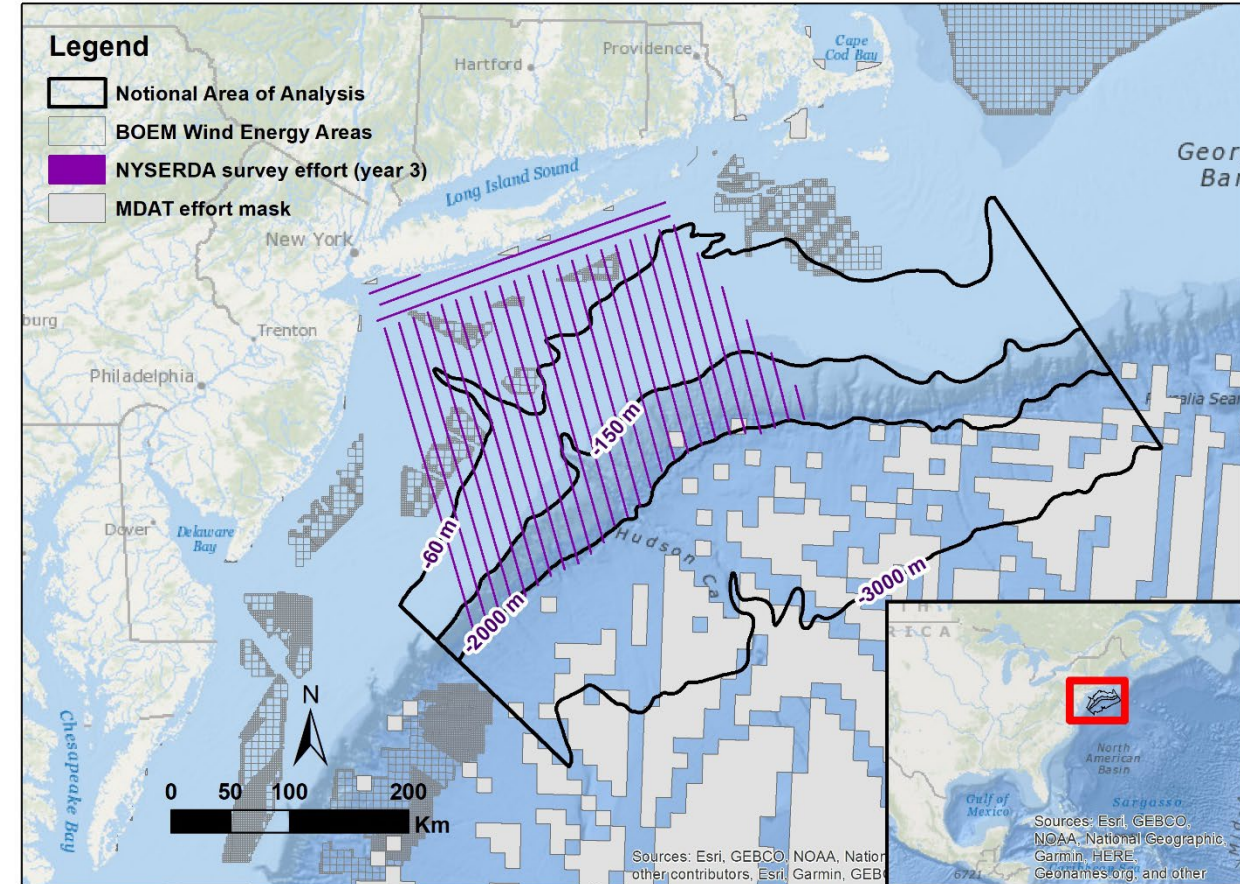 Legend
Notional Area of Analysis
BOEM Wind Energy Areas
NYSERDA survey effort (year 3)
MDAT effort mask
Providence
Hartford
Cape
Cod Bay
Long Island Sound
New York
Trenton
burg
Philadelphia
Dover
Delaware
Bay
Chesapeake Bay
Geor
Ban
-150 m
-60 m
-2000 m
Hudson Ca
-3000 m
N
0 50 100 200
Km
Sources: Esri, GEBCO, NOAA, Nation
other contributors, Esri, Garmin, GEBC
RICA
North
American
Basin
Gulf of
Mexico
Sargasso
Sources: Esri, GEBCO,
NOAA, National Geographic,
Garmin, HERE,
Geonames.org, and other
6721